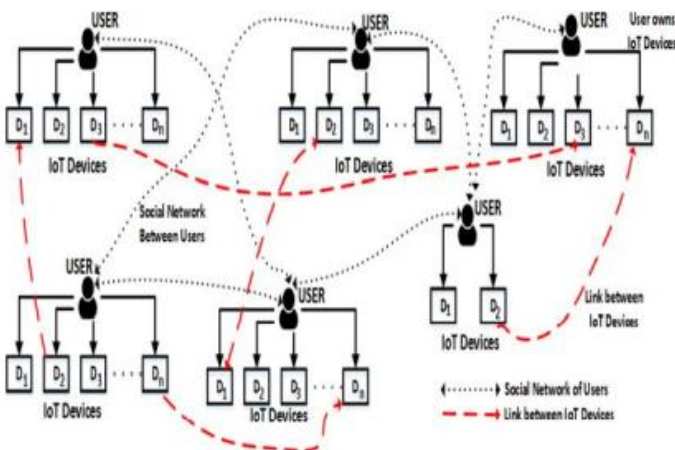 USER
USER
USER
User owns
IoT Devices
D1 D2 D3 Dn
D1 D2 D3 Dn
D1 D2 D3 Dn
IoT Devices
IoT Devices
IoT Devices
Social Network
Between Users
USER
USER
USER
D1 D2
IoT Devices
Link between
IoT Devices
D1 D2 D3 Dn
D1 D2 D3 Dn
IoT Devices
IoT Devices
Social Network of Users
Link between IoT Devices